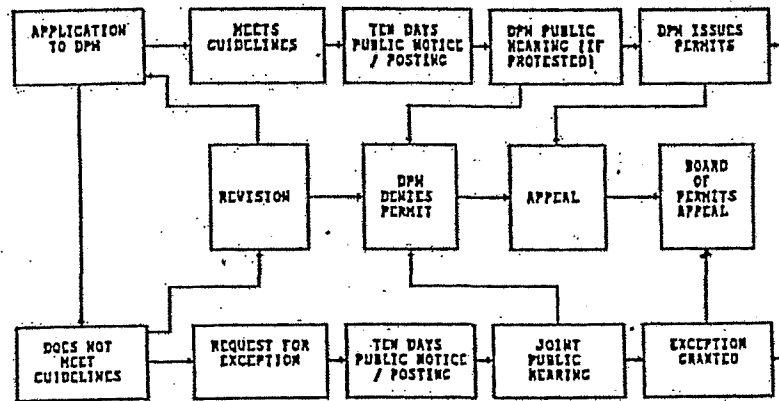 APPLICATION
TO DPW
MEETS
GUIDELINES
TEN DAYS
PUBLIC NOTICE
/ POSTING
DPW PUBLIC
HEARING (IF
PROTESTED)
DPW ISSUES
PERMITS
REVISION
DPW
DENIES
PERMIT
APPEAL
BOARD
OF
PERMITS
APPEAL
DOES NOT
MEET
GUIDELINES
REQUEST FOR
EXCEPTION
TEN DAYS
PUBLIC NOTICE
/ POSTING
JOINT
PUBLIC
HEARING
EXCEPTION
GRANTED